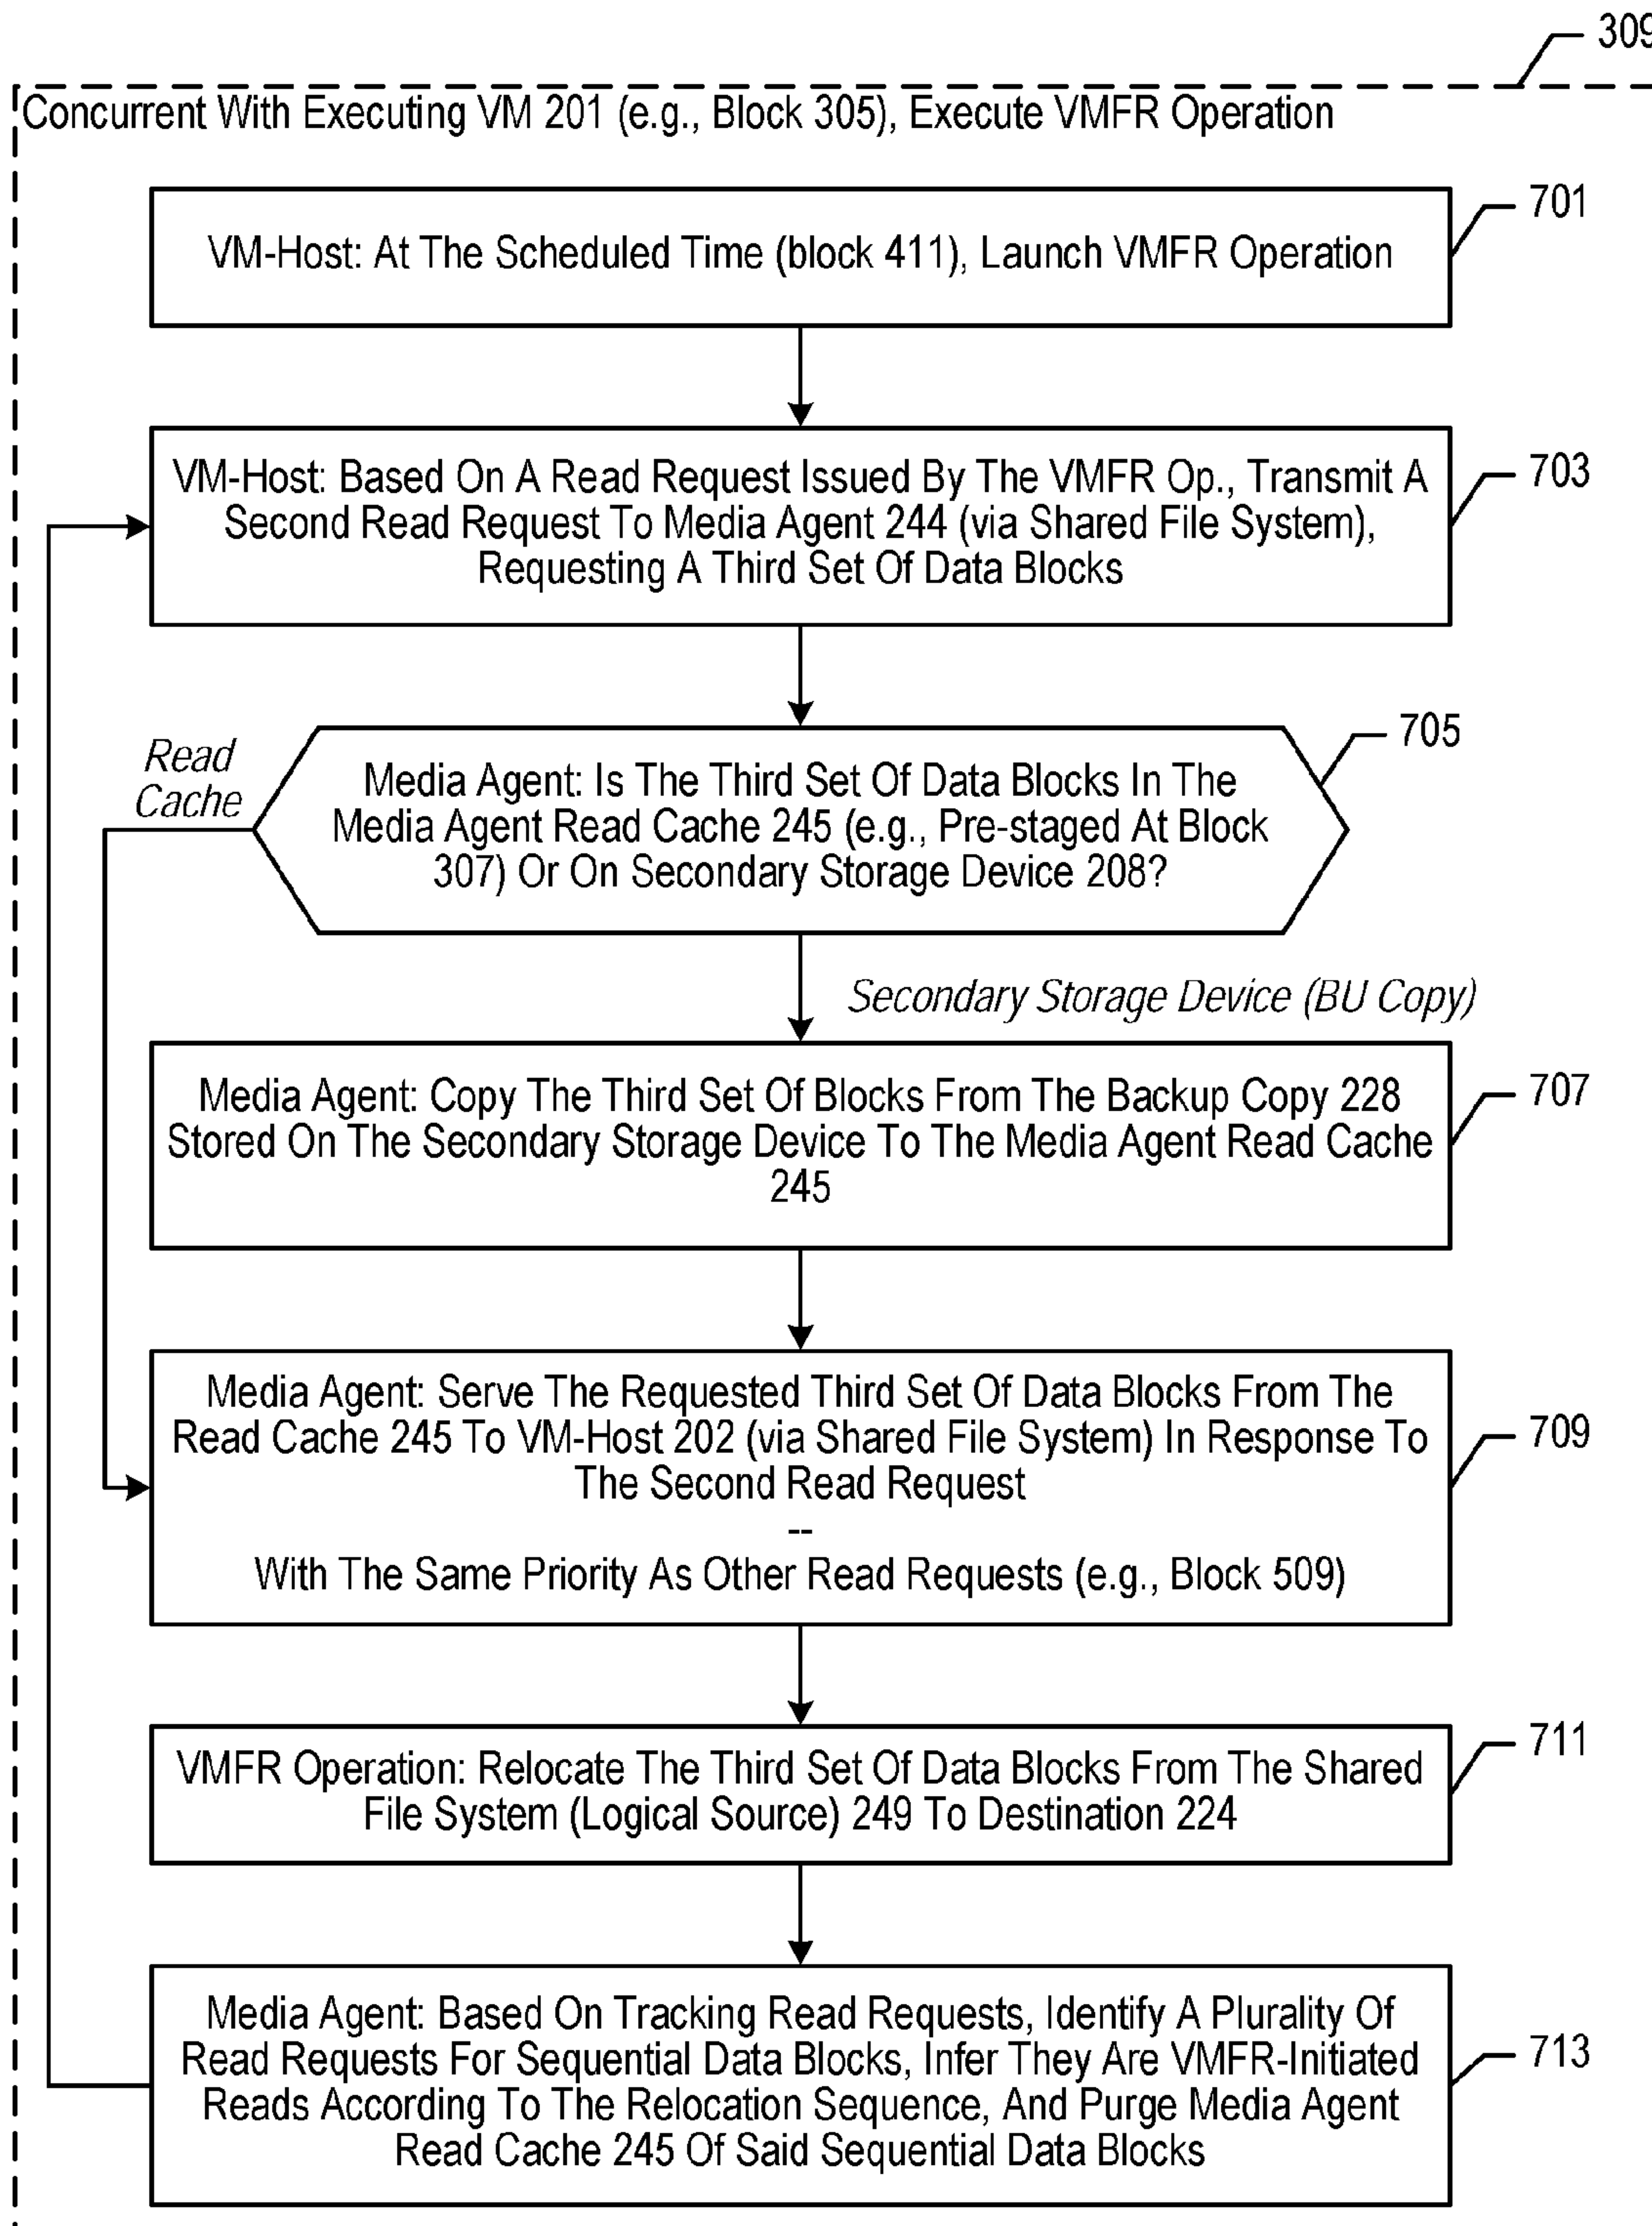 309
Concurrent With Executing VM 201 (e.g., Block 305), Execute VMFR Operation
701
VM-Host: At The Scheduled Time (block 411), Launch VMFR Operation
703
VM-Host: Based On A Read Request Issued By The VMFR Op., Transmit A
Second Read Request To Media Agent 244 (via Shared File System),
Requesting A Third Set Of Data Blocks
705
Read
Cache
Media Agent: Is The Third Set Of Data Blocks In The
Media Agent Read Cache 245 (e.g., Pre-staged At Block
307) Or On Secondary Storage Device 208?
Secondary Storage Device (BU Copy)
707
Media Agent: Copy The Third Set Of Blocks From The Backup Copy 228
Stored On The Secondary Storage Device To The Media Agent Read Cache
245
709
Media Agent: Serve The Requested Third Set Of Data Blocks From The
Read Cache 245 To VM-Host 202 (via Shared File System) In Response To
The Second Read Request
--
With The Same Priority As Other Read Requests (e.g., Block 509)
711
VMFR Operation: Relocate The Third Set Of Data Blocks From The Shared
File System (Logical Source) 249 To Destination 224
713
Media Agent: Based On Tracking Read Requests, Identify A Plurality Of
Read Requests For Sequential Data Blocks, Infer They Are VMFR-Initiated
Reads According To The Relocation Sequence, And Purge Media Agent
Read Cache 245 Of Said Sequential Data Blocks